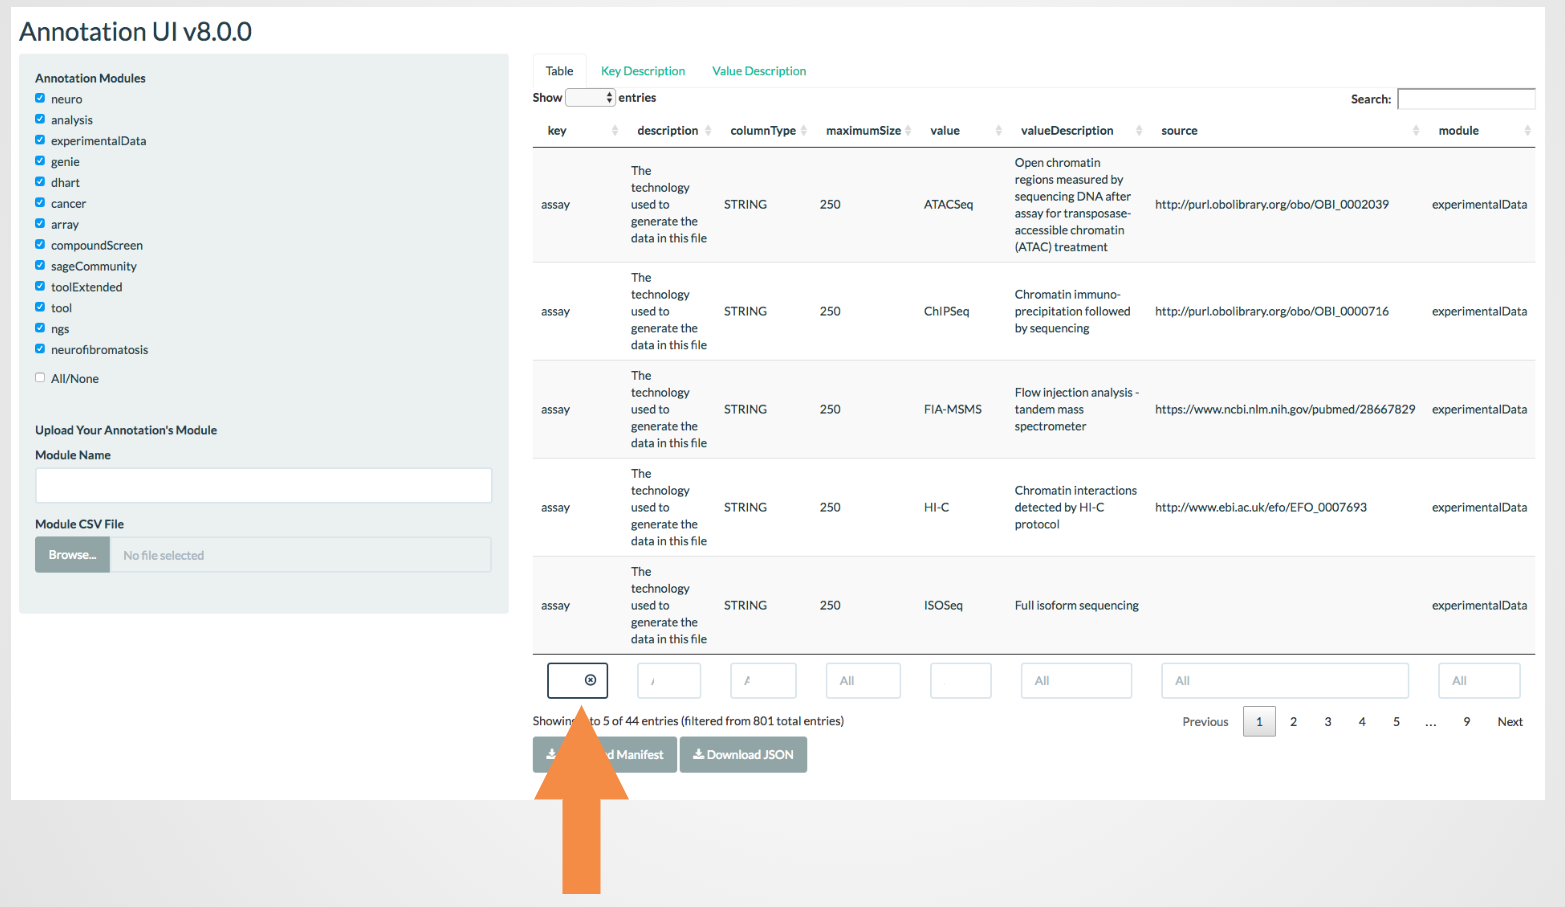 Annotation UI v8.0.0
Annotation Modules
neuro
analysis
experimentalData
genie
dhart
cancer
array
compoundScreen
sageCommunity
toolExtended
tool
ngs
neurofibromatosis
All/None
Upload Your Annotation's Module
Module Name
Module CSV File
Browse... No file selected
Table Key Description Value Description
Show entries Search:
key description columnType maximumSize value valueDescription source module
assay
The
technology
used to
generate the
data in this file
STRING 250 ATACSeq
Open chromatin
regions measured by
sequencing DNA after
assay for transposase-
accessible chromatin
(ATAC) treatment
http://purl.obolibrary.org/obo/OBI_0002039 experimentalData
assay
The
technology
used to
generate the
data in this file
STRING 250 ChIPSeq
Chromatin immuno-
precipitation followed
by sequencing
http://purl.obolibrary.org/obo/OBI_0000716 experimentalData
assay
The
technology
used to
generate the
data in this file
STRING 250 FIA-MSMS
Flow injection analysis -
tandem mass
spectrometer
https://www.ncbi.nlm.nih.gov/pubmed/28667829 experimentalData
assay
The
technology
used to
generate the
data in this file
STRING 250 HI-C
Chromatin interactions
detected by HI-C
protocol
http://www.ebi.ac.uk/efo/EFO_0007693 experimentalData
assay
The
technology
used to
generate the
data in this file
STRING 250 ISOSeq
Full isoform sequencing
experimentalData
All All All All
Showing to 5 of 44 entries (filtered from 801 total entries)
Previous 1 2 3 4 5 ... 9 Next
Manifest Download JSON